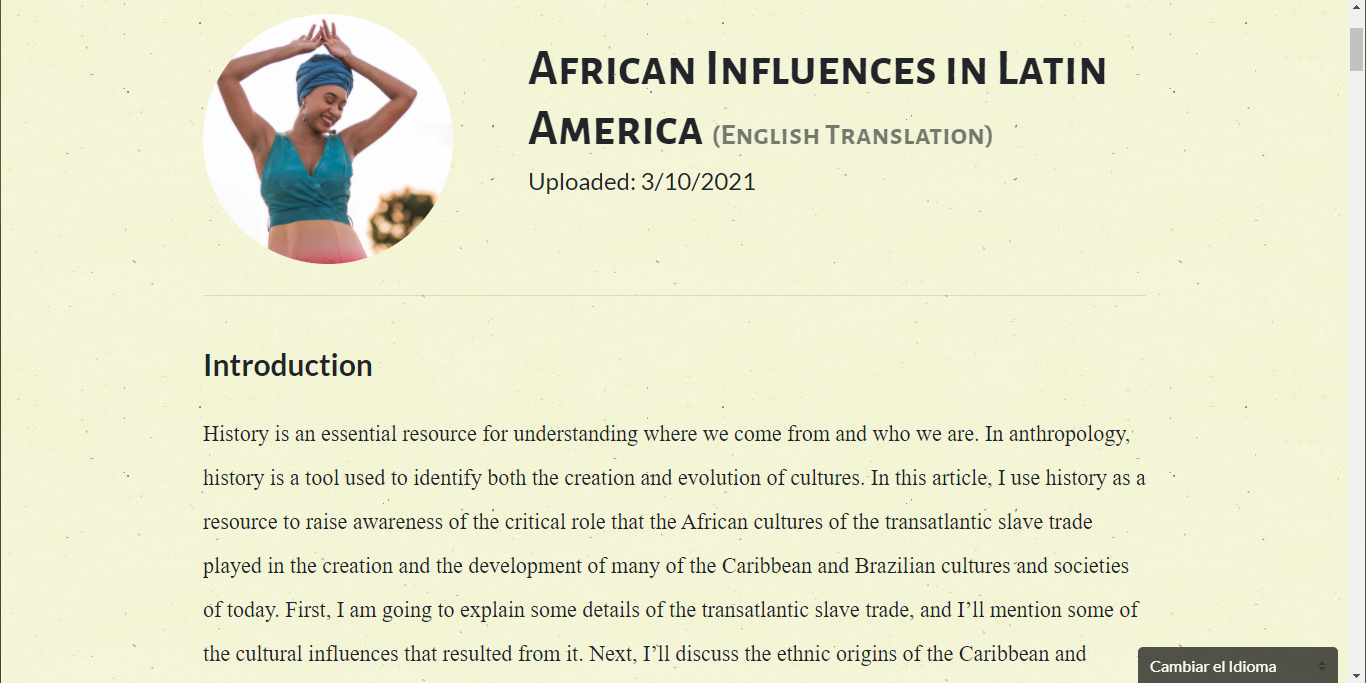 African Influences in Latin
America (English Translation)
Uploaded: 3/10/2021
Introduction
History is an essential resource for understanding where we come from and who we are. In anthropology,
history is a tool used to identify both the creation and evolution of cultures. In this article, I use history as a
resource to raise awareness of the critical role that the African cultures of the transatlantic slave trade
played in the creation and the development of many of the Caribbean and Brazilian cultures and societies
of today. First, I am going to explain some details of the transatlantic slave trade, and I’ll mention some of
the cultural influences that resulted from it. Next, I’ll discuss the ethnic origins of the Caribbean and
Cambiar el Idioma